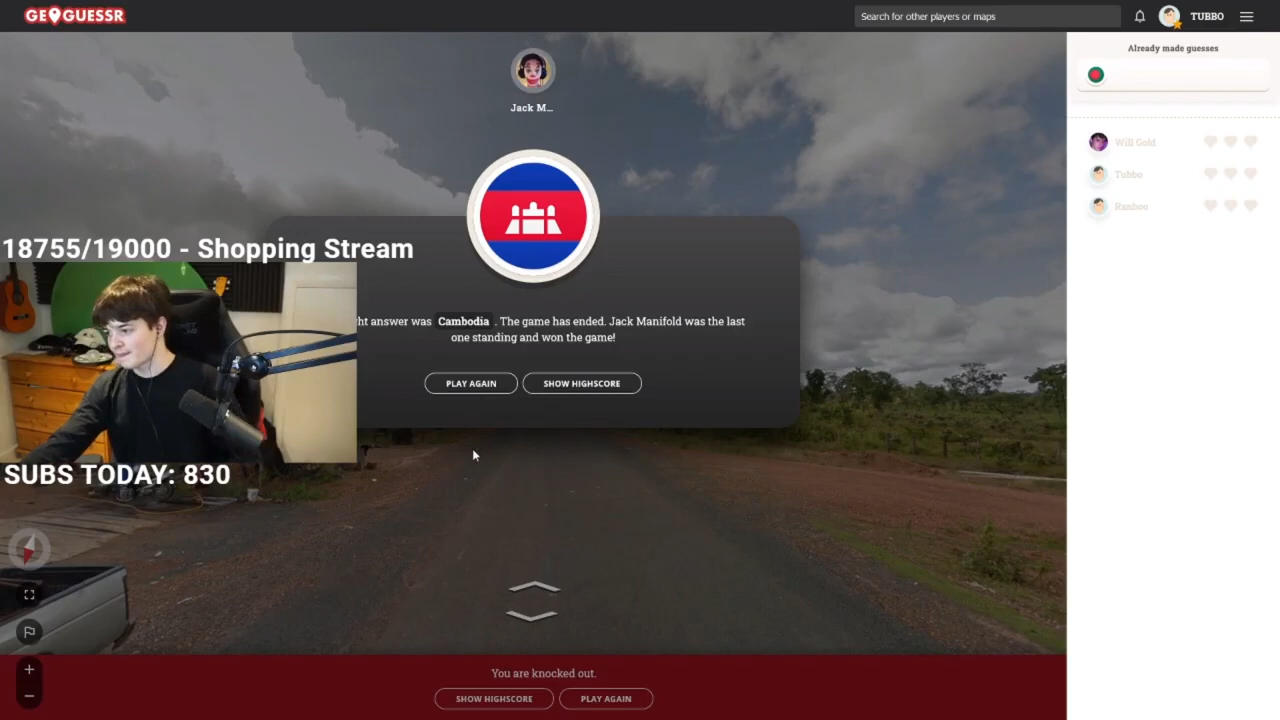 GEOGUESSR
Search for other players or maps
TUBBO
Already made guesses
Jack M...
Will Gold
Tubbo
Ranboo
18755/19000 - Shopping Stream
ht answer was Cambodia . The game has ended. Jack Manifold was the last
one standing and won the game!
PLAY AGAIN
SHOW HIGHSCORE
SUBS TODAY: 830
You are knocked out.
SHOW HIGHSCORE
PLAY AGAIN